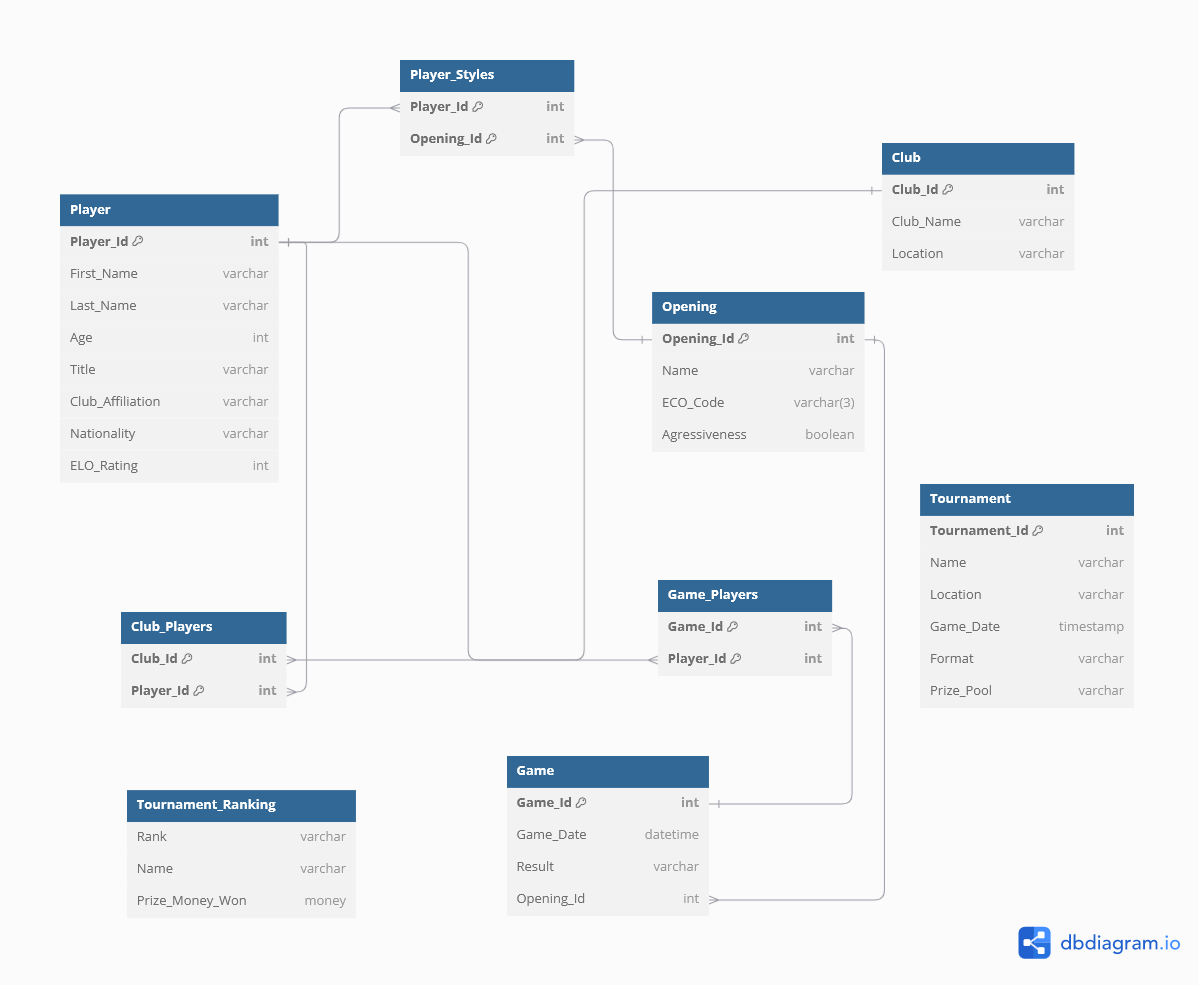 Player_Styles
Player_Id int
Opening_Id int
Club
Club_Id int
Club_Name varchar
Location varchar
Player
Player_Id int
First_Name varchar
Last_Name varchar
Age int
Title varchar
Club_Affiliation varchar
Nationality varchar
ELO_Rating int
Opening
Opening_Id int
Name varchar
ECO_Code varchar(3)
Agressiveness boolean
Tournament
Tournament_Id int
Name varchar
Location varchar
Game_Date timestamp
Format varchar
Prize_Pool varchar
Game_Players
Game_Id int
Player_Id int
Club_Players
Club_Id int
Player_Id int
Game
Game_Id int
Game_Date datetime
Result varchar
Opening_Id int
Tournament_Ranking
Rank varchar
Name varchar
Prize_Money_Won money
dbdiagram.io